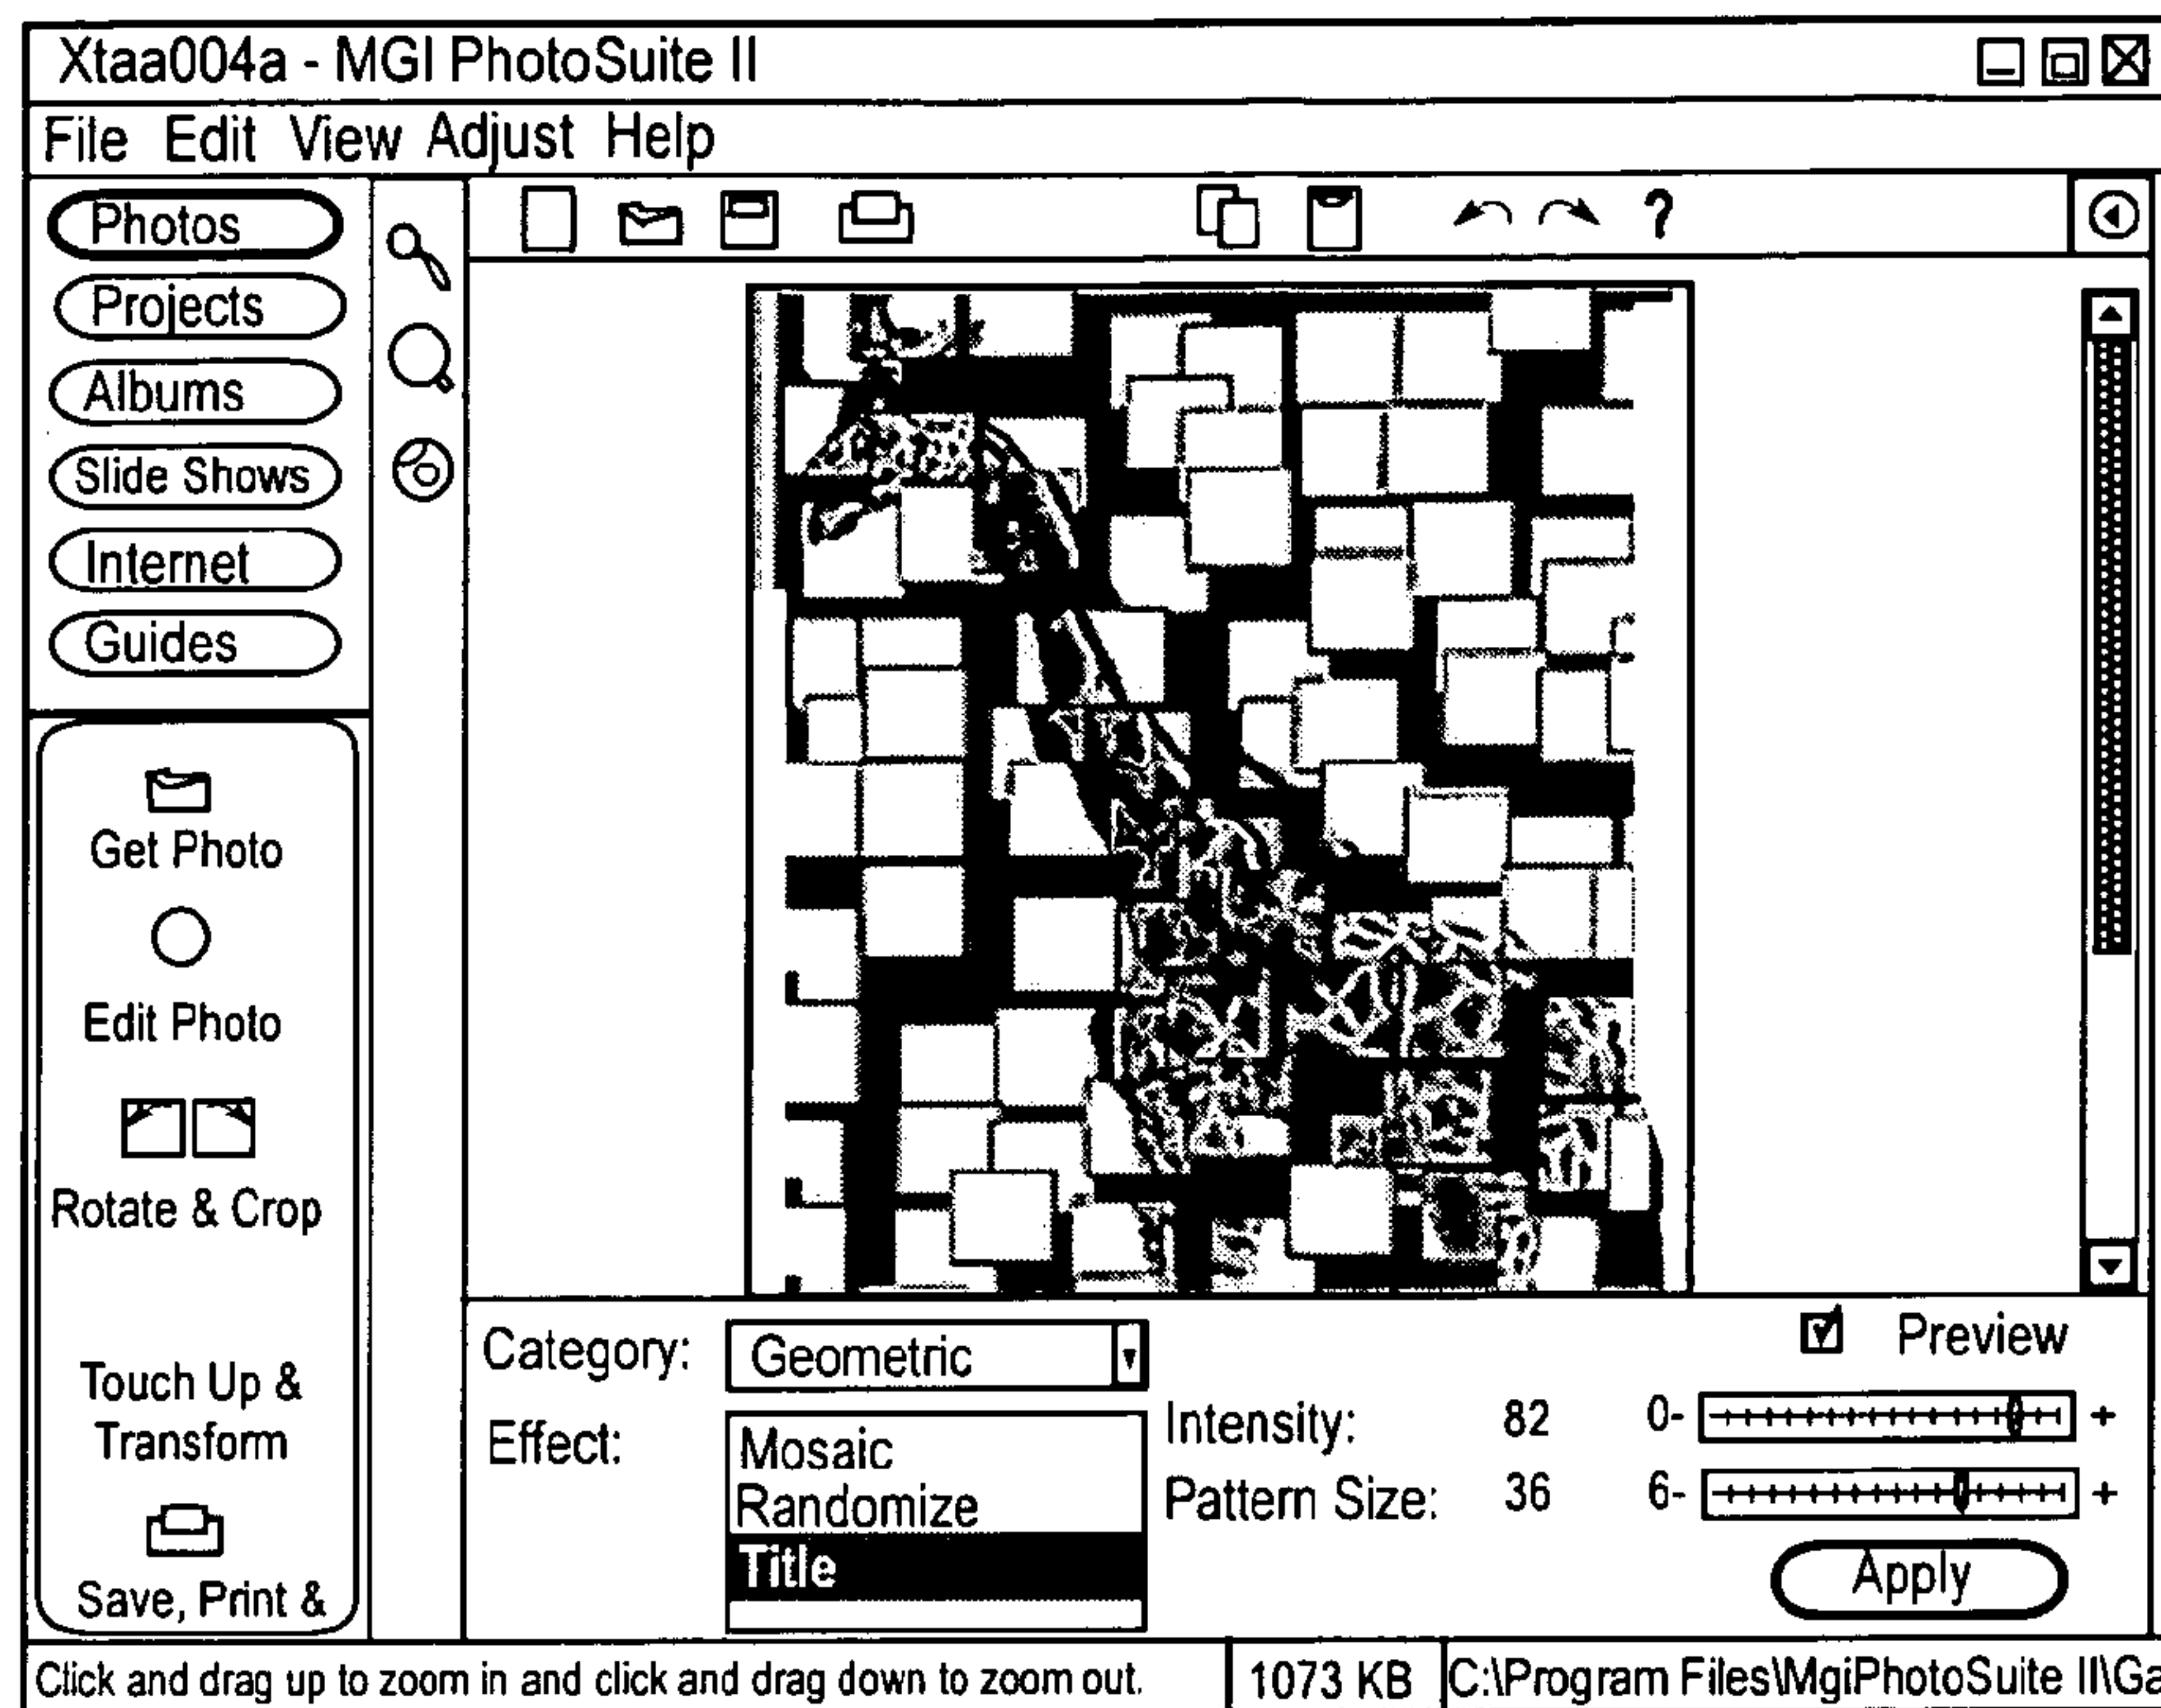 Xtaa004a - MGI PhotoSuite II
File Edit View Adjust Help
?
Photos
Projects
Albums
Slide Shows
Internet
Guides
Get Photo
Edit Photo
Rotate & Crop
Touch Up &
Transform
Save, Print &
Category: Geometric
Effect: Mosaic
Randomize
Title
Preview
Intensity: 82 0- +
Pattern Size: 36 6- +
Apply
Click and drag up to zoom in and click and drag down to zoom out. 1073 KB C:\Program Files\MgiPhotoSuite II\Ga